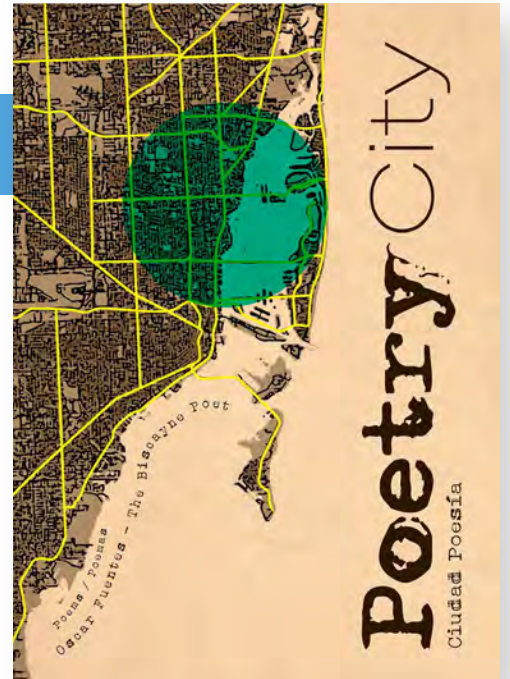 Poetry City
Ciudad Poesía
Poems / Poemas
Oscar Fuentes - The Biscayne Poet